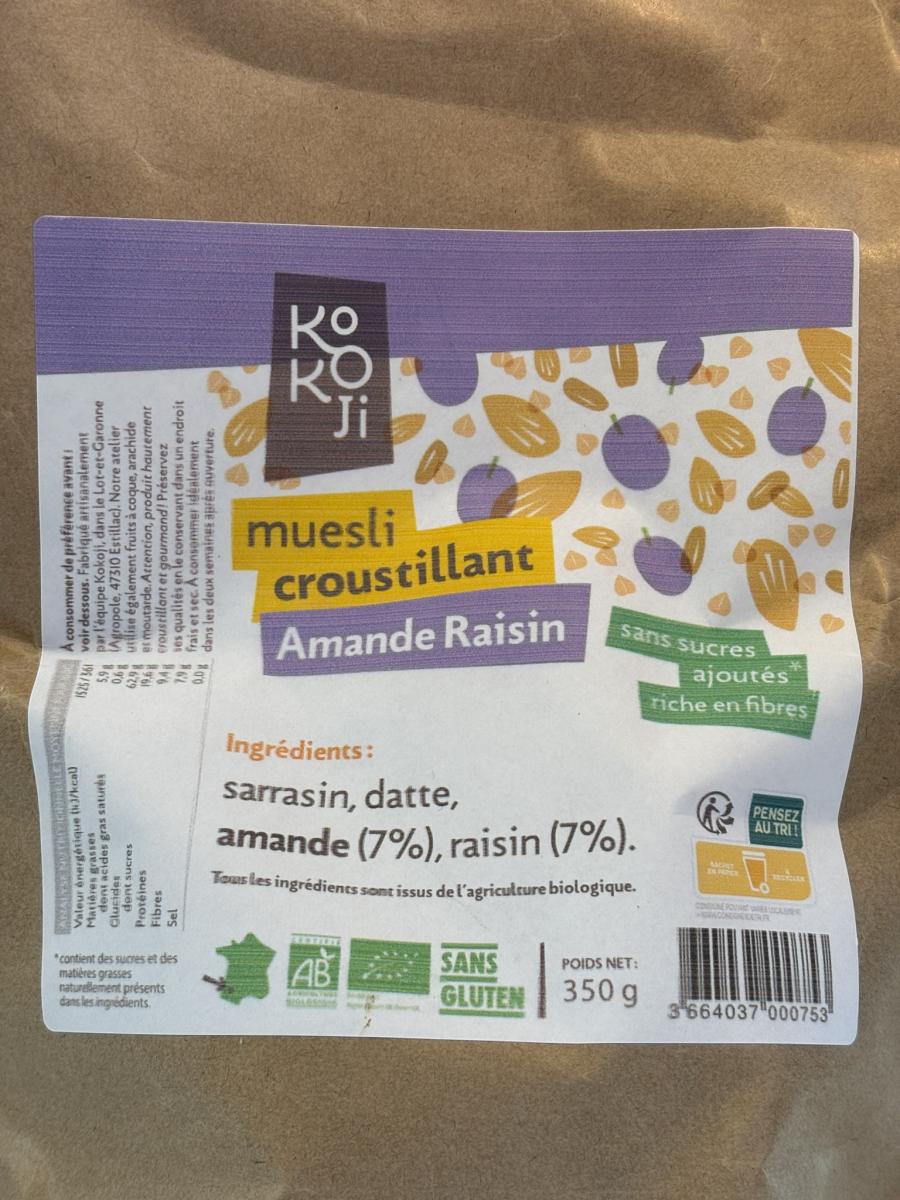 KO
KO
Ji
muesli
croustillant
Amande Raisin
sans sucres
ajoutés*
riche en fibres
Ingrédients :
sarrasin, datte,
amande (7%), raisin (7%).
Tous les ingrédients sont issus de l'agriculture biologique.
À consommer de préférence avant :
voir dessous. Fabriqué artisanalement
par l'équipe Kokoji, dans le Lot-et-Garonne
(Agropole, 47310 Estillac). Notre atelier
utilise également fruits à coque, arachide
et moutarde. Attention, produit hautement
croustillant et gourmand ! Préservez
ses qualités en le conservant dans un endroit
frais et sec. À consommer idéalement
dans les deux semaines après ouverture.
Valeur énergétique (kJ/kcal) 1525/361
Matières grasses 5,9 g
dont acides gras saturés 0,6 g
Glucides 62,9 g
dont sucres 19,6 g
Protéines 9,4 g
Fibres 7,9 g
Sel 0,0 g
*contient des sucres et des
matières grasses
naturellement présents
dans les ingrédients.
CERTIFIÉ
AB
AGRICULTURE
BIOLOGIQUE
SANS
GLUTEN
POIDS NET :
350 g
PENSEZ
AU TRI !
SACHET
EN PAPIER
À
RECYCLER
3 664037 000753